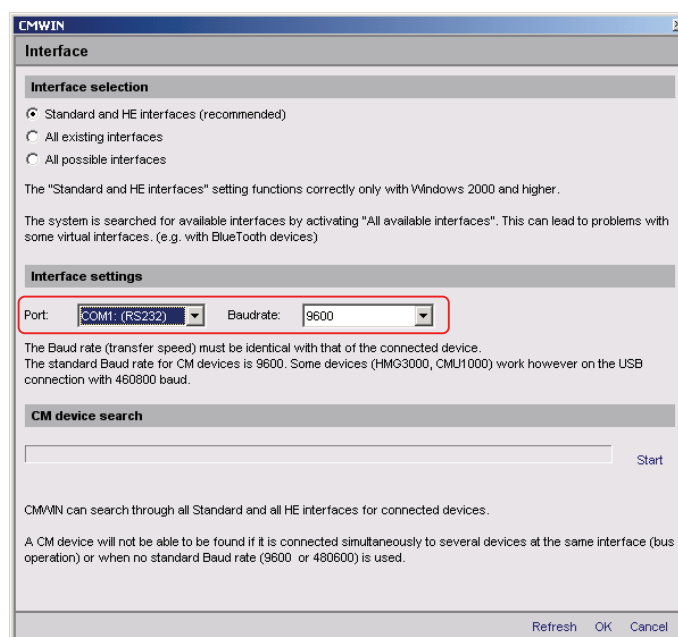 CMWIN
Interface
Interface selection
Standard and HE interfaces (recommended)
All existing interfaces
All possible interfaces
The "Standard and HE interfaces" setting functions correctly only with Windows 2000 and higher.
The system is searched for available interfaces by activating "All available interfaces". This can lead to problems with
some virtual interfaces. (e.g. with BlueTooth devices)
Interface settings
Port: COM1: (RS232) Baudrate: 9600
The Baud rate (transfer speed) must be identical with that of the connected device.
The standard Baud rate for CM devices is 9600. Some devices (HMG3000, CMU1000) work however on the USB
connection with 460800 baud.
CM device search
Start
CMWIN can search through all Standard and all HE interfaces for connected devices.
A CM device will not be able to be found if it is connected simultaneously to several devices at the same interface (bus
operation) or when no standard Baud rate (9600 or 480600) is used.
Refresh OK Cancel